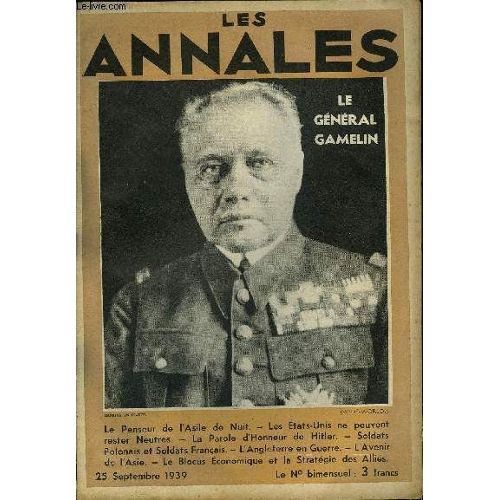 Le-livre.com
LES
ANNALES
LE
GÉNÉRAL
GAMELIN
Le Penseur de l'Asile de Nuit. - Les Etats-Unis ne peuvent
rester Neutres. - La Parole d'Honneur de Hitler. - Soldats
Polonais et Soldats Français. - L'Angleterre en Guerre. - L'Avenir
de l'Asie. - Le Blocus Economique et la Stratégie des Alliés.
25 Septembre 1939
Le N° bimensuel : 3 francs